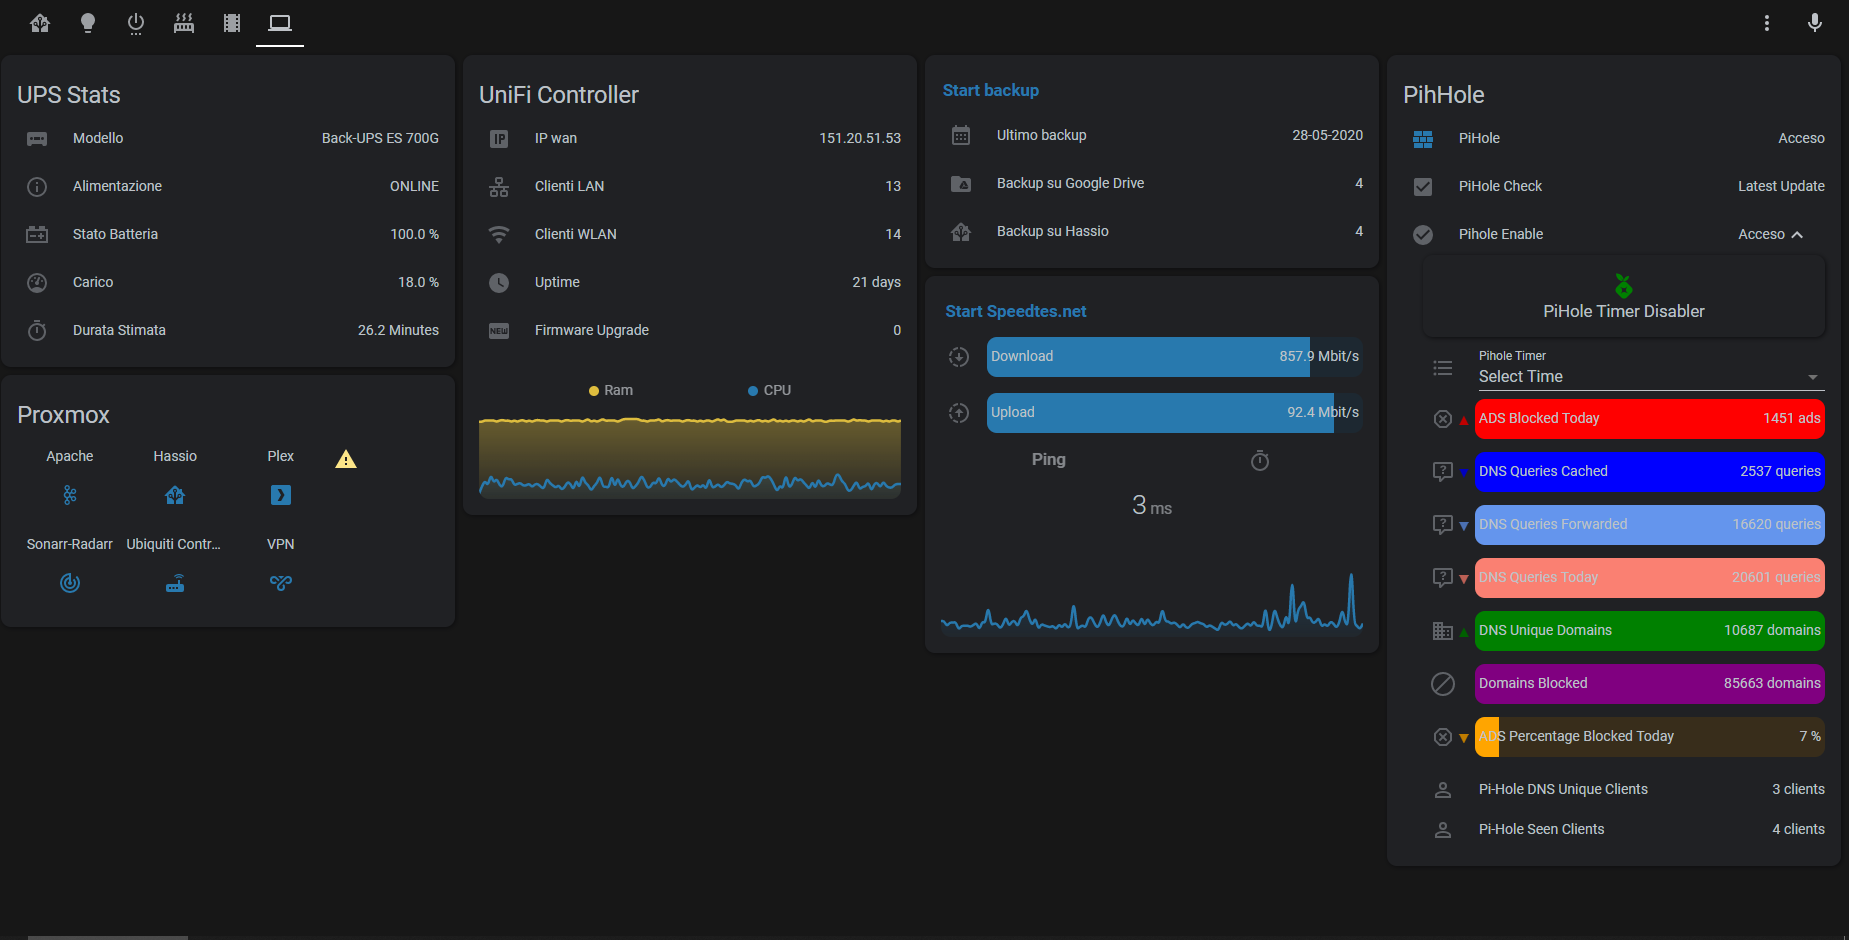 UPS Stats
Modello Back-UPS ES 700G
Alimentazione ONLINE
Stato Batteria 100.0 %
Carico 18.0 %
Durata Stimata 26.2 Minutes
Proxmox
Apache Hassio Plex
Sonarr-Radarr Ubiquiti Contr... VPN
UniFi Controller
IP
IP wan 151.20.51.53
Clienti LAN 13
Clienti WLAN 14
Uptime 21 days
NEW
Firmware Upgrade 0
Ram CPU
Start backup
Ultimo backup 28-05-2020
Backup su Google Drive 4
Backup su Hassio 4
Start Speedtes.net
Download 857.9 Mbit/s
Upload 92.4 Mbit/s
Ping
3 ms
PihHole
PiHole Acceso
PiHole Check Latest Update
Pihole Enable Acceso
PiHole Timer Disabler
Pihole Timer
Select Time
ADS Blocked Today 1451 ads
DNS Queries Cached 2537 queries
DNS Queries Forwarded 16620 queries
DNS Queries Today 20601 queries
DNS Unique Domains 10687 domains
Domains Blocked 85663 domains
ADS Percentage Blocked Today 7 %
Pi-Hole DNS Unique Clients 3 clients
Pi-Hole Seen Clients 4 clients